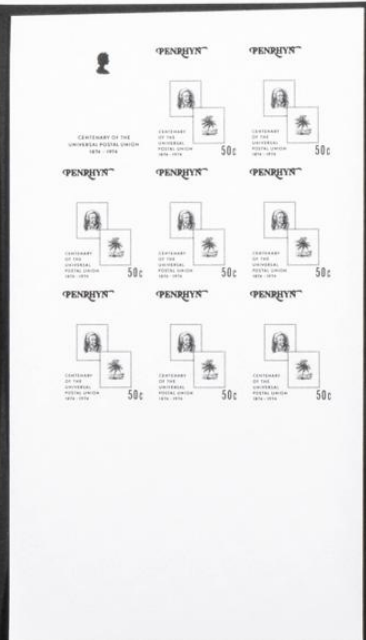 PENRHYN
PENRHYN
CENTENARY OF THE
UNIVERSAL POSTAL UNION
1874 - 1974
CENTENARY
OF THE
UNIVERSAL
POSTAL UNION
1874 - 1974
50c
CENTENARY
OF THE
UNIVERSAL
POSTAL UNION
1874 - 1974
50c
PENRHYN
PENRHYN
PENRHYN
CENTENARY
OF THE
UNIVERSAL
POSTAL UNION
1874 - 1974
50c
CENTENARY
OF THE
UNIVERSAL
POSTAL UNION
1874 - 1974
50c
CENTENARY
OF THE
UNIVERSAL
POSTAL UNION
1874 - 1974
50c
PENRHYN
PENRHYN
PENRHYN
CENTENARY
OF THE
UNIVERSAL
POSTAL UNION
1874 - 1974
50c
CENTENARY
OF THE
UNIVERSAL
POSTAL UNION
1874 - 1974
50c
CENTENARY
OF THE
UNIVERSAL
POSTAL UNION
1874 - 1974
50c